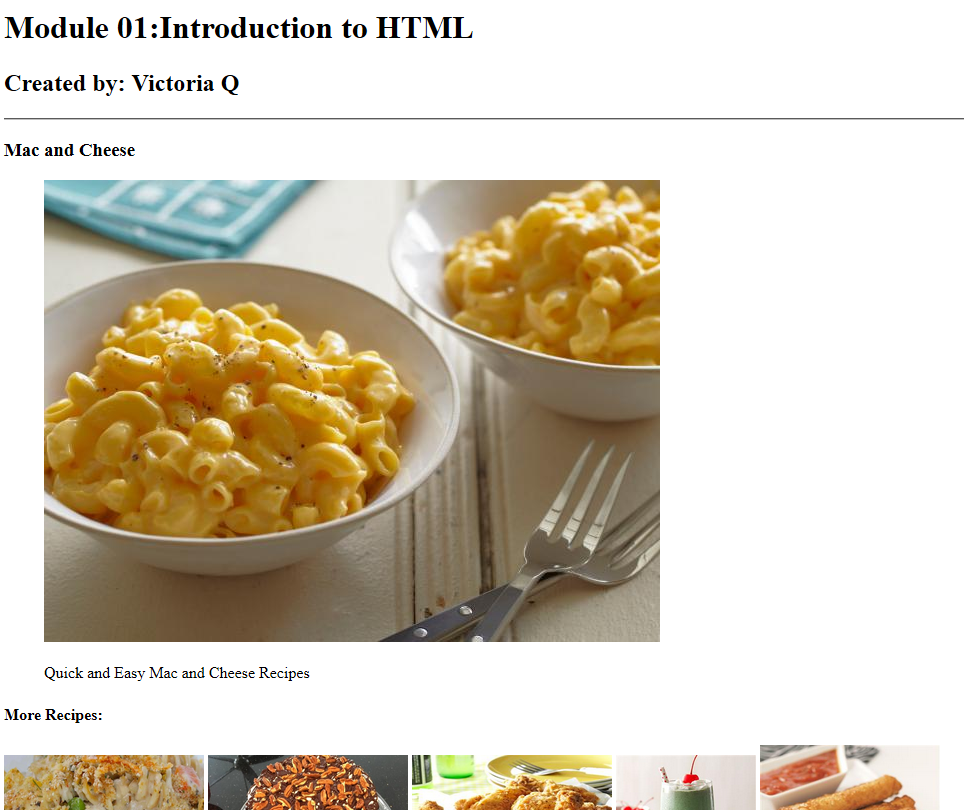 Module 01:Introduction to HTML
Created by: Victoria Q
Mac and Cheese
Quick and Easy Mac and Cheese Recipes
More Recipes: